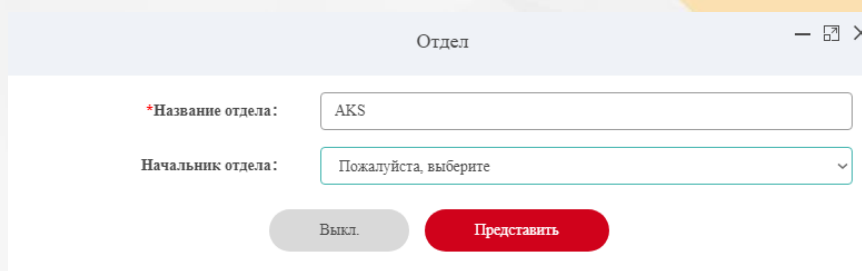 Отдел
*Название отдела: AKS
Начальник отдела: Пожалуйста, выберите
Выкл. Представить